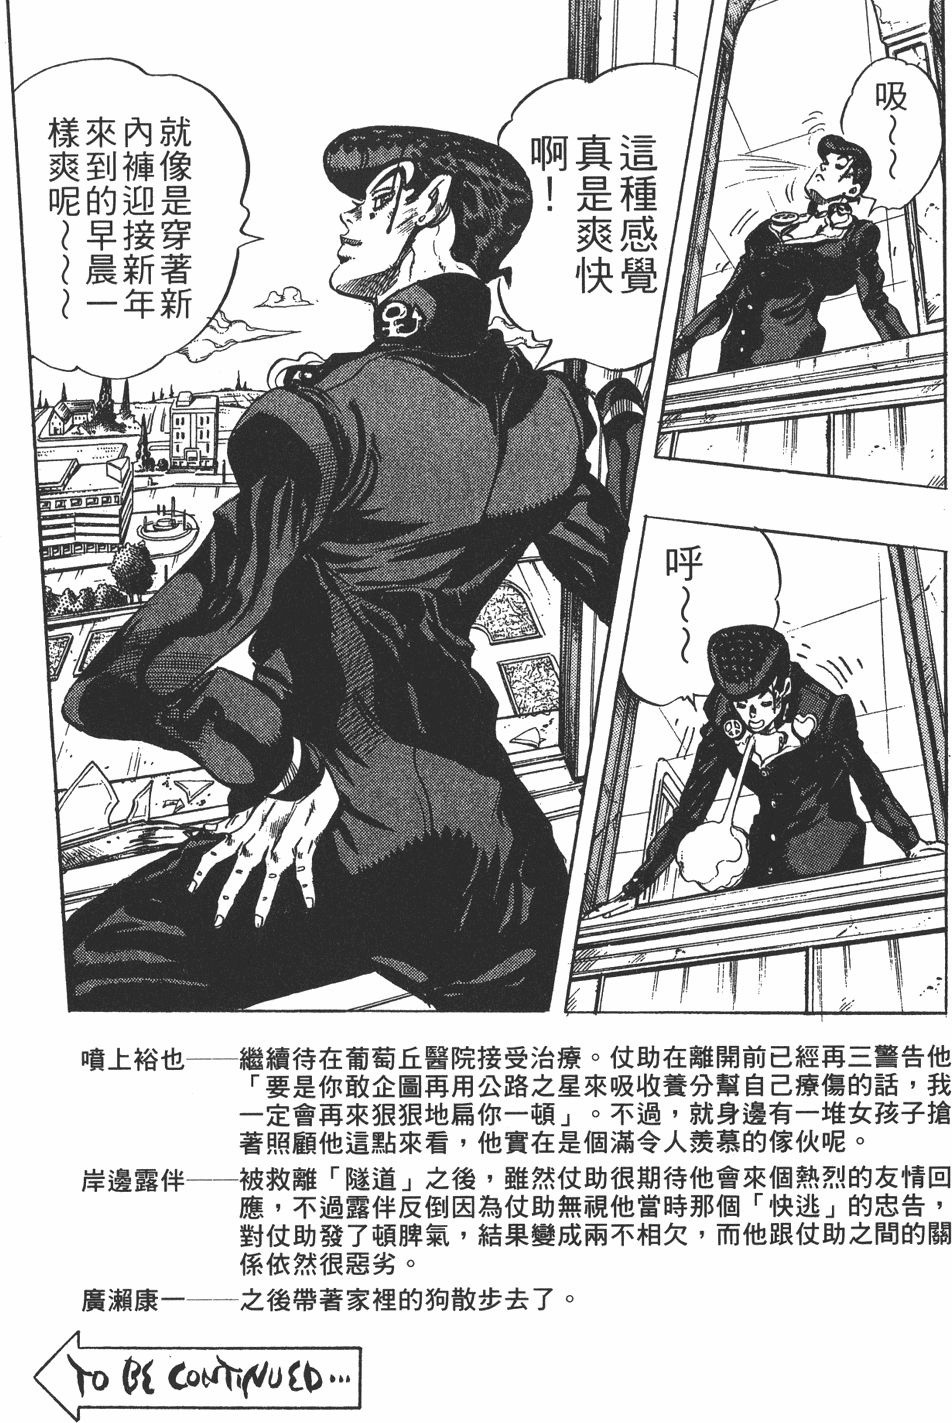 吸～～
呼～～
這種感覺
真是爽快
啊！
就像是穿著新
內褲迎接新年
來到的早晨一
樣爽呢～～～
噴上裕也——繼續待在葡萄丘醫院接受治療。仗助在離開前已經再三警告他
「要是你敢企圖再用公路之星來吸收養分幫自己療傷的話，我
一定會再來狠狠地扁你一頓」。不過，就身邊有一堆女孩子搶
著照顧他這點來看，他實在是個滿令人羨慕的傢伙呢。
岸邊露伴——被救離「隧道」之後，雖然仗助很期待他會來個熱烈的友情回
應，不過露伴反倒因為仗助無視他當時那個「快逃」的忠告，
對仗助發了頓脾氣，結果變成兩不相欠，而他跟仗助之間的關
係依然很惡劣。
廣瀨康一——之後帶著家裡的狗散步去了。
TO BE CONTINUED...